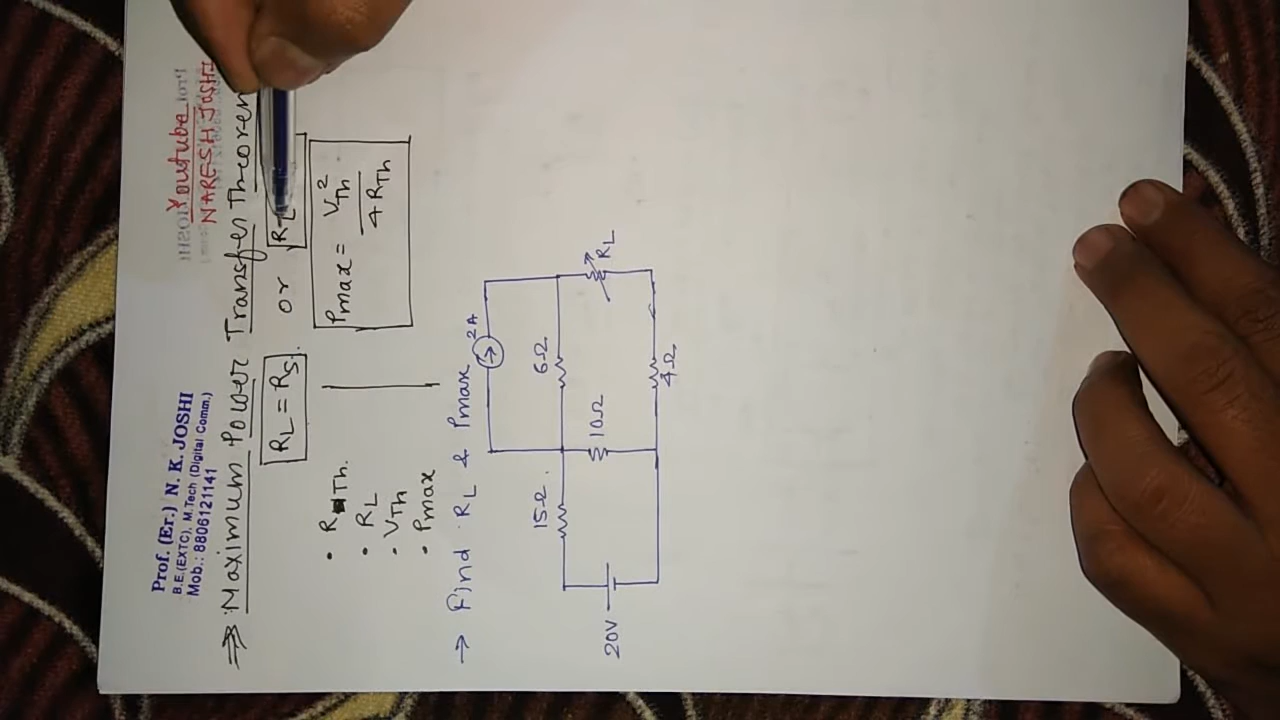 Prof. (Er.) N. K. JOSHI
B.E.(EXTC), M.Tech (Digital Comm.)
Mob.: 8806121141
Youtube
NARESH JOSHI
⇒ Maximum Power Transfer Theorem
RL = RS. or RL
• RTh.
• RL
• VTh
• Pmax
Pmax = VTh² / 4RTh
→ Find RL & Pmax
2A
15Ω
6Ω
10Ω
RL
20V
4Ω